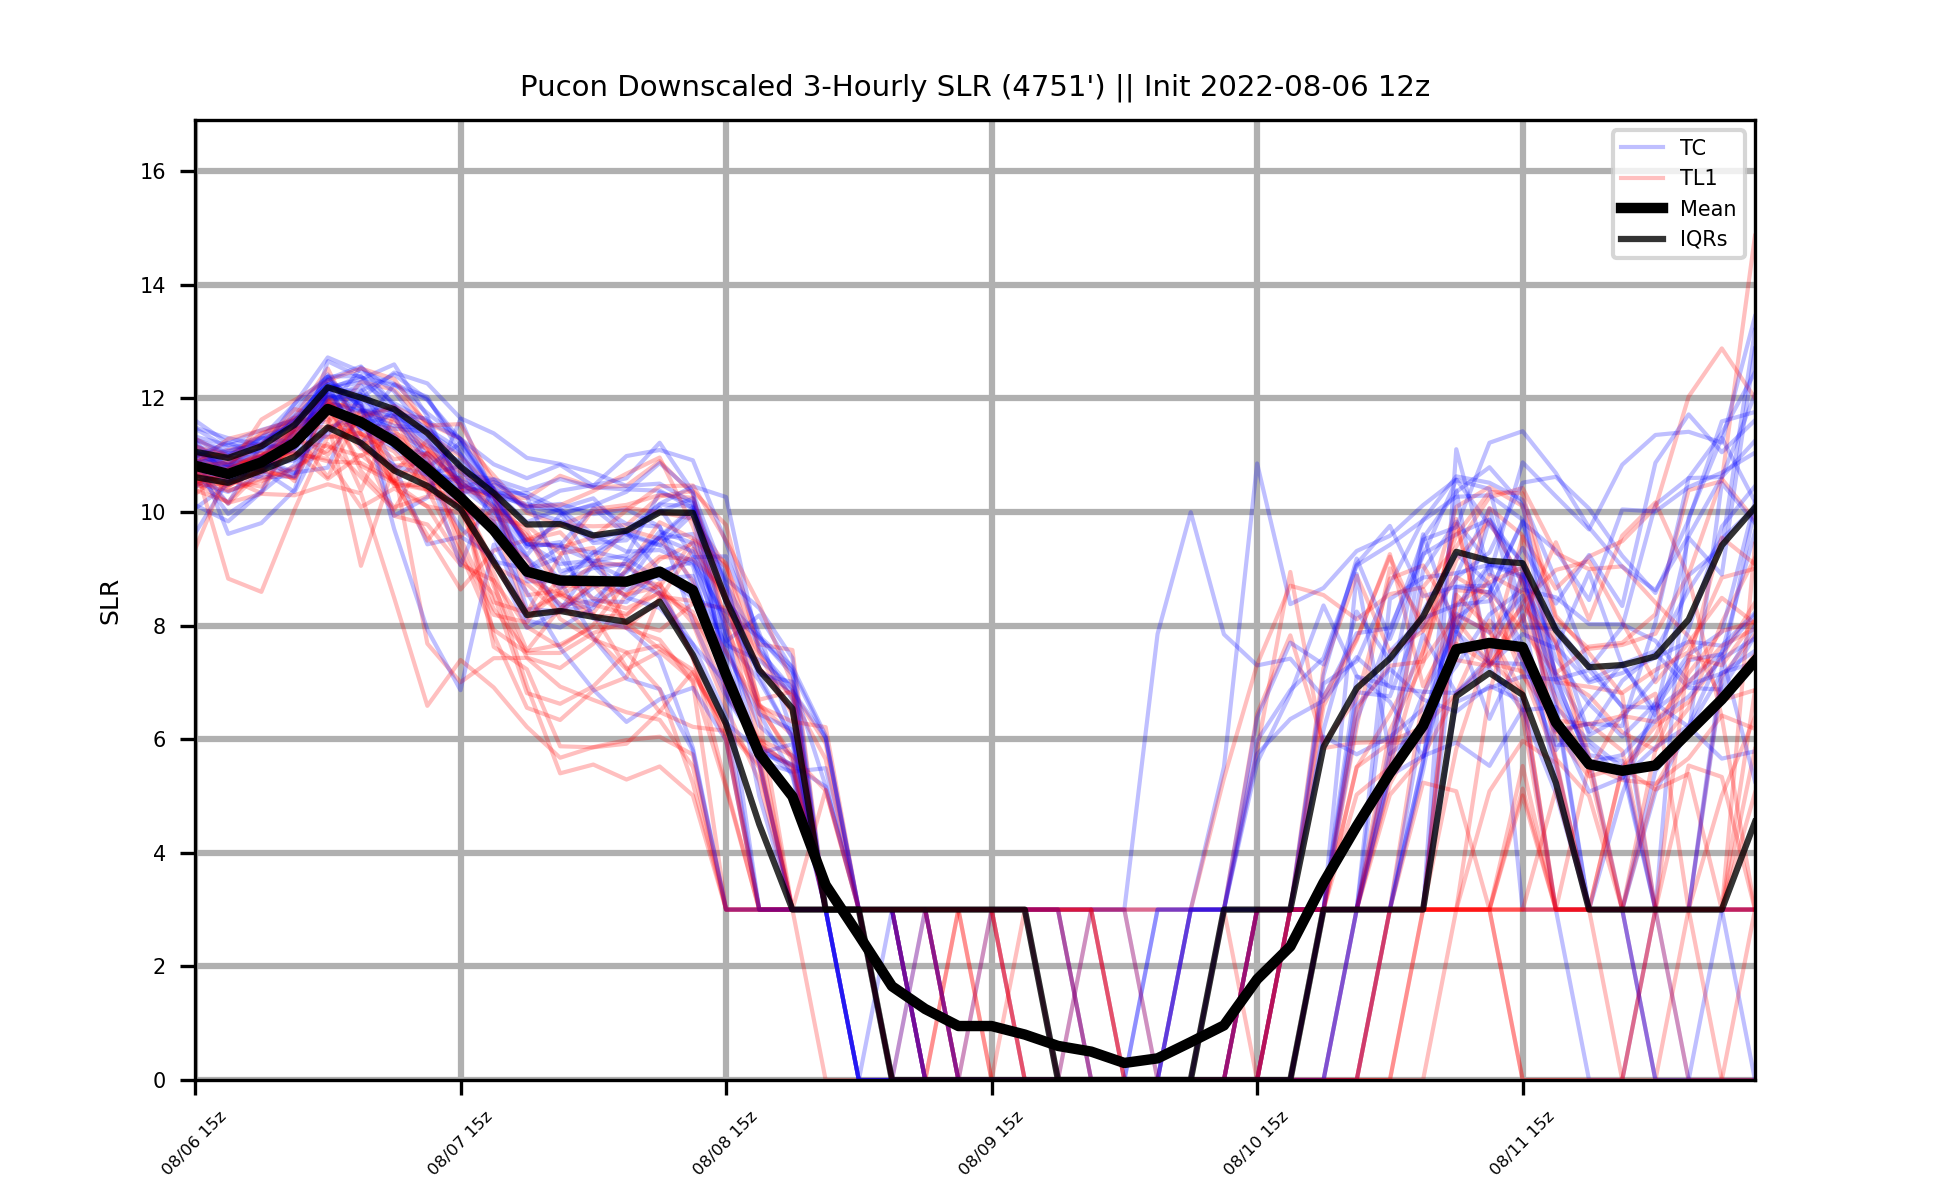 Pucon Downscaled 3-Hourly SLR (4751') || Init 2022-08-06 12z
TC
TL1
Mean
IQRs
SLR
16
14
12
10
8
6
4
2
0
08/06 15z
08/07 15z
08/08 15z
08/09 15z
08/10 15z
08/11 15z